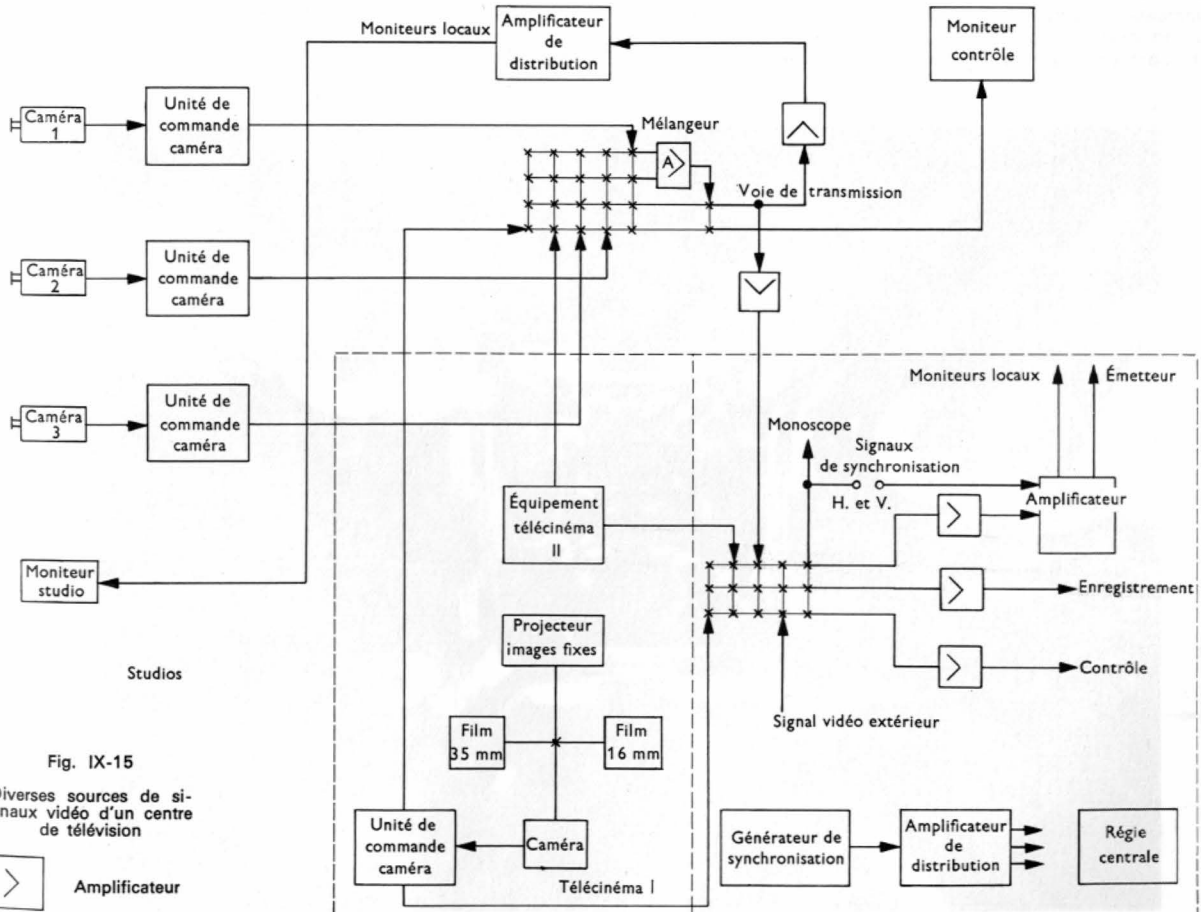 Moniteurs locaux
Amplificateur
de
distribution
Moniteur
contrôle
Caméra
1
Unité de
commande
caméra
Mélangeur
A
Voie de transmission
Caméra
2
Unité de
commande
caméra
Caméra
3
Unité de
commande
caméra
Moniteurs locaux
Émetteur
Monoscope
Signaux
de synchronisation
H. et V.
Amplificateur
Équipement
télécinéma
II
Moniteur
studio
Enregistrement
Projecteur
images fixes
Contrôle
Studios
Signal vidéo extérieur
Film
35 mm
Film
16 mm
Fig. IX-15
Diverses sources de si-
gnaux vidéo d'un centre
de télévision
Unité de
commande
caméra
Caméra
Télécinéma I
Générateur de
synchronisation
Amplificateur
de
distribution
Régie
centrale
Amplificateur